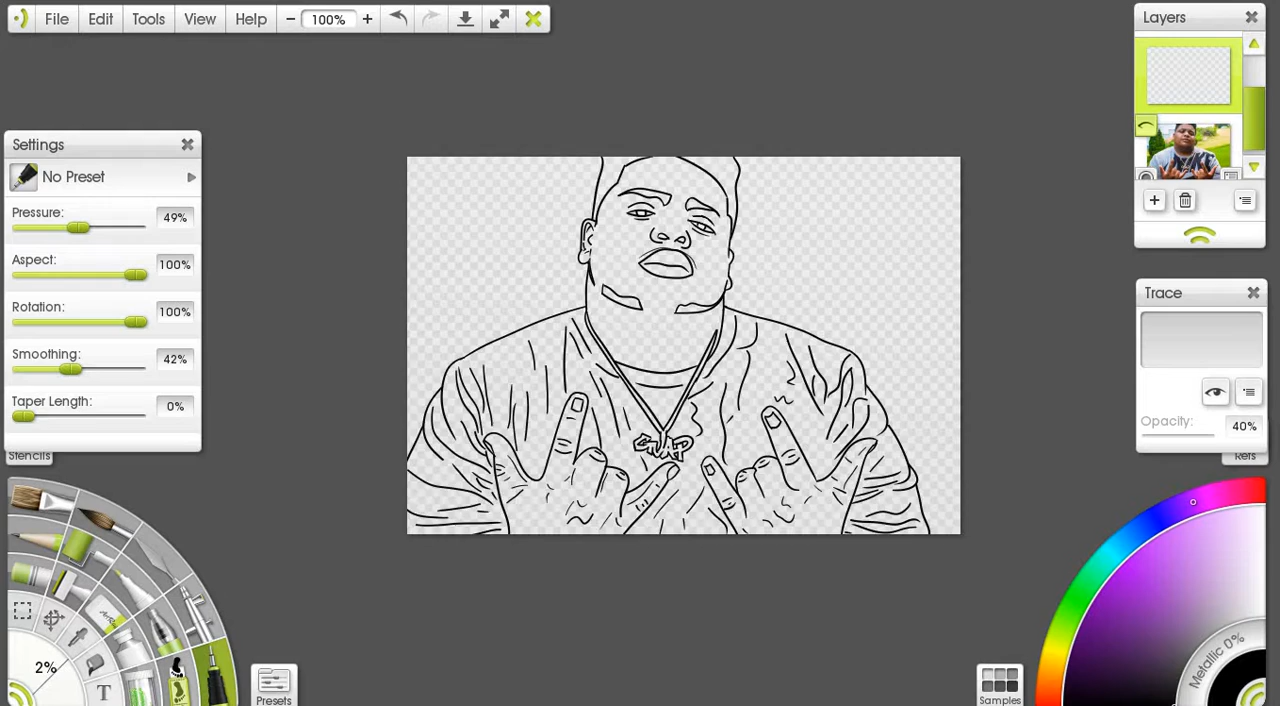 File Edit Tools View Help − 100% +
Layers
Settings
No Preset
Pressure: 49%
Aspect: 100%
Rotation: 100%
Smoothing: 42%
Taper Length: 0%
Stencils
Trace
Opacity: 40%
Refs
2%
T
Presets
Samples
Metallic 0%